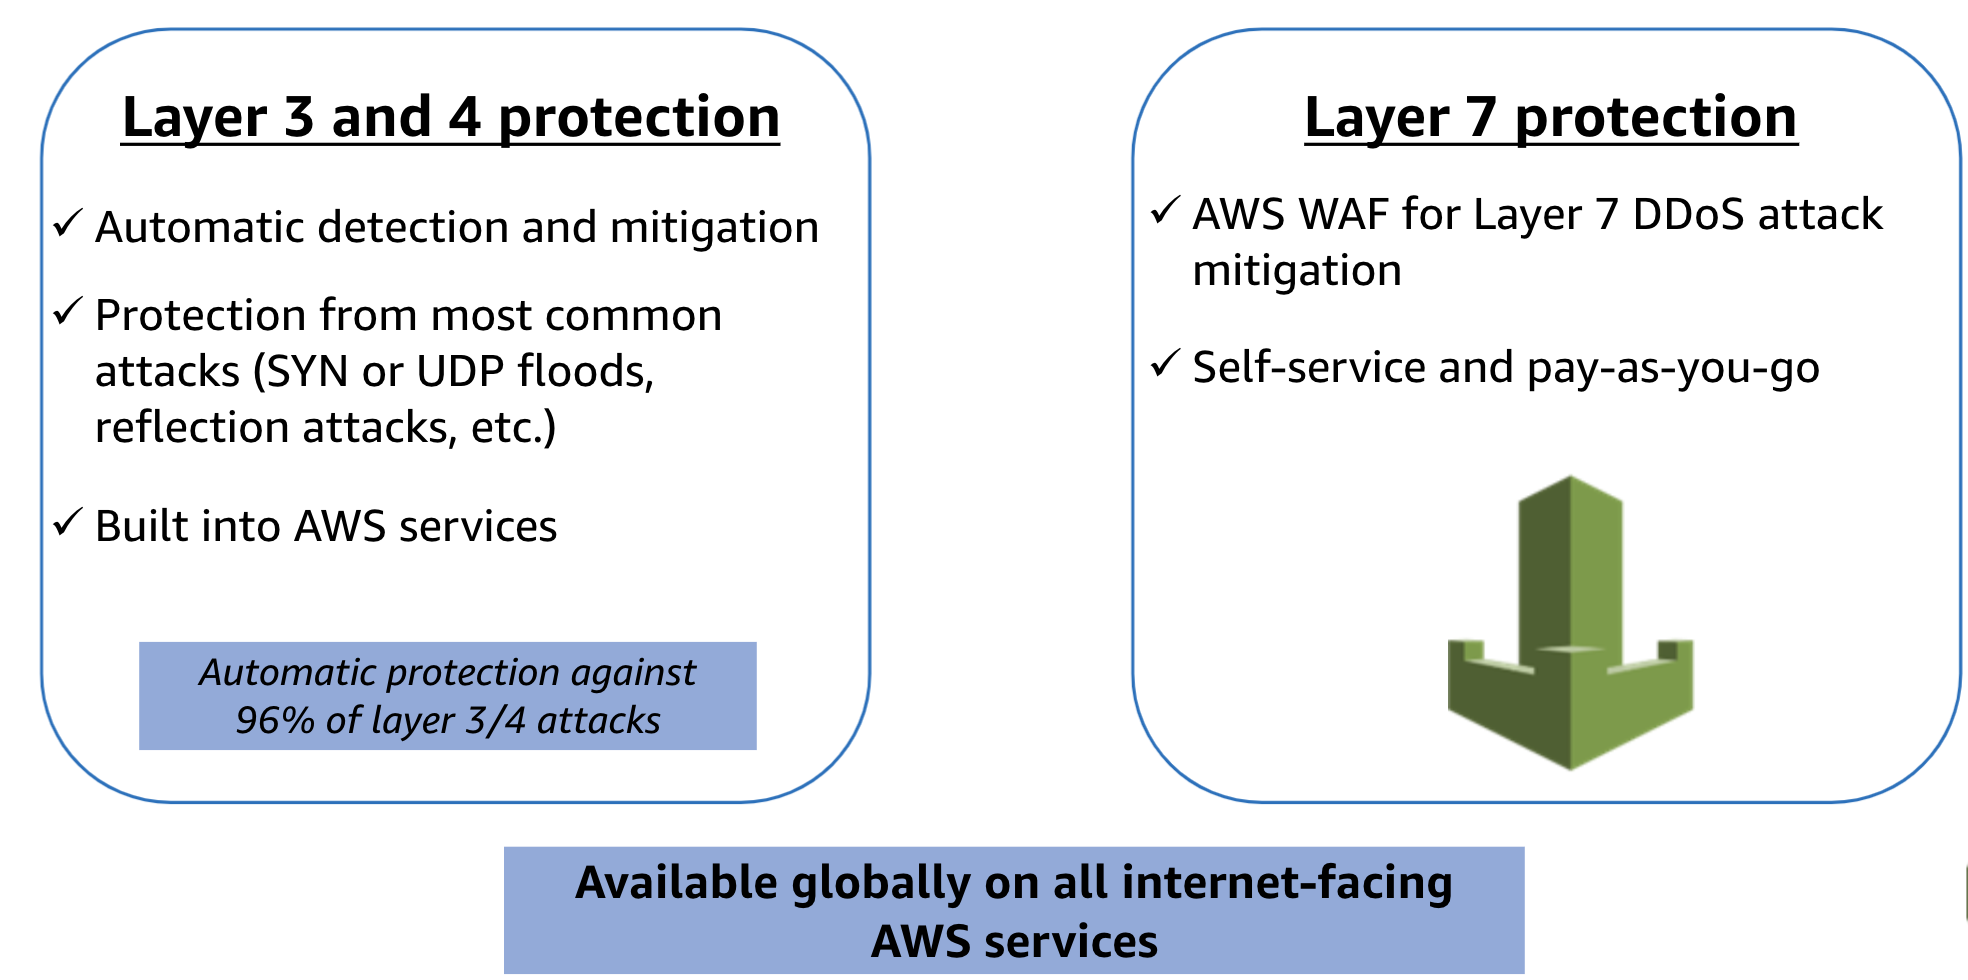 Layer 3 and 4 protection
✓ Automatic detection and mitigation
✓ Protection from most common
attacks (SYN or UDP floods,
reflection attacks, etc.)
✓ Built into AWS services
Automatic protection against
96% of layer 3/4 attacks
Layer 7 protection
✓ AWS WAF for Layer 7 DDoS attack
mitigation
✓ Self-service and pay-as-you-go
Available globally on all internet-facing
AWS services